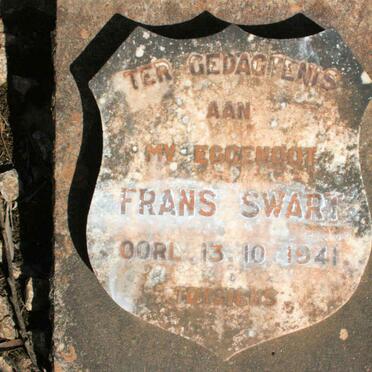 TER GEDAGTENIS
AAN
MY EGGENOOT
FRANS SWART
OORL. 13.10.1941